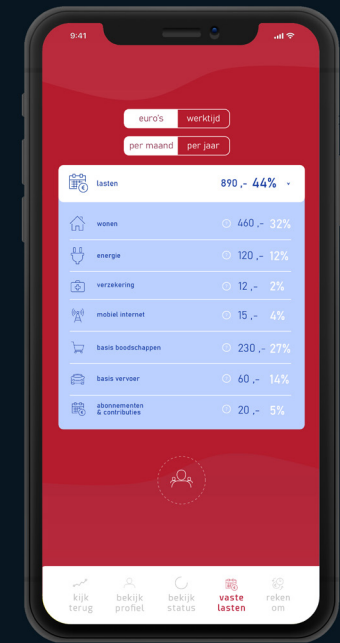 9:41
euro's werktijd
per maand per jaar
lasten 890 ,- 44%
wonen 460 ,- 32%
energie 120 ,- 12%
verzekering 12 ,- 2%
mobiel internet 15 ,- 4%
basis boodschappen 230 ,- 27%
basis vervoer 60 ,- 14%
abonnementen
& contributies 20 ,- 5%
kijk terug
bekijk profiel
bekijk status
vaste lasten
reken om